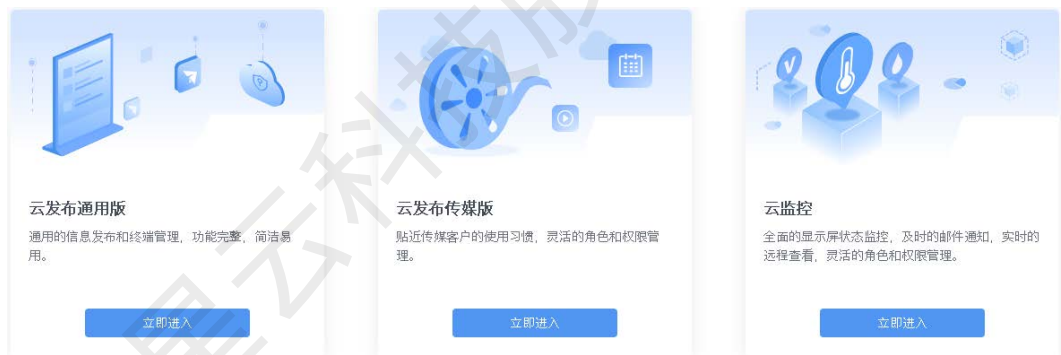 云发布通用版
通用的信息发布和终端管理，功能完整，简洁易
用。
立即进入
云发布传媒版
贴近传媒客户的使用习惯，灵活的角色和权限管
理。
立即进入
云监控
全面的显示屏状态监控，及时的邮件通知，实时的
远程查看，灵活的角色和权限管理。
立即进入
星云科技